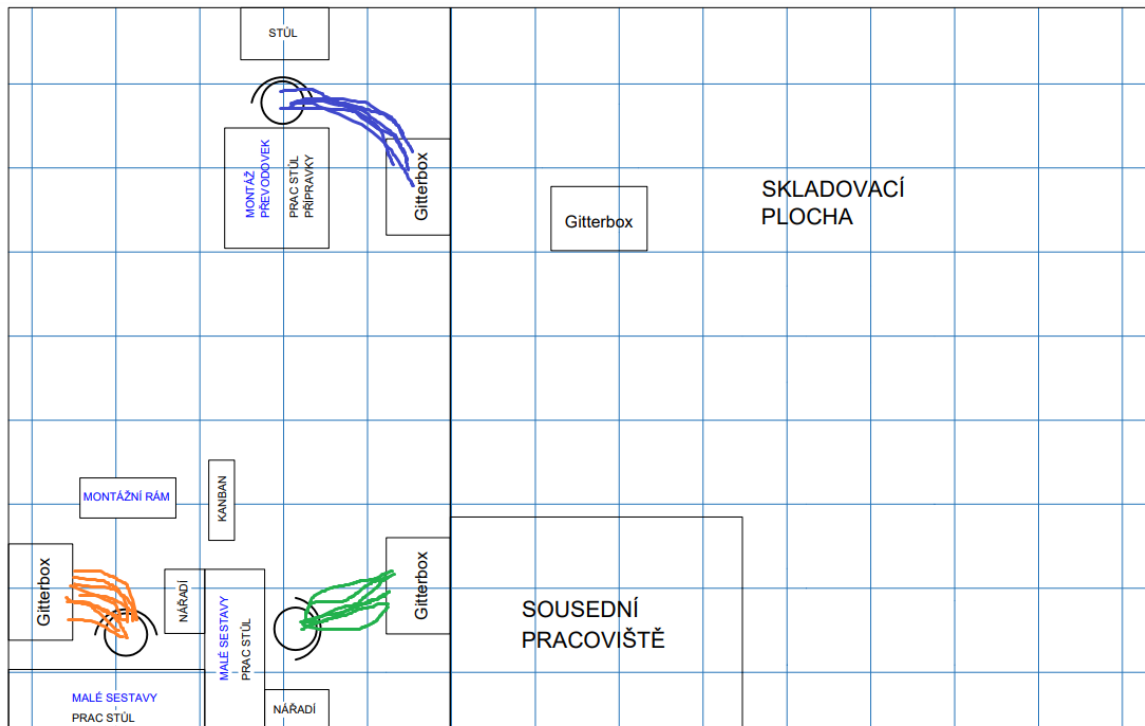 STŮL
MONTÁŽ
PŘEVODOVEK
PRAC STŮL
PŘÍPRAVKY
Gitterbox
Gitterbox
SKLADOVACÍ
PLOCHA
MONTÁŽNÍ RÁM
KANBAN
Gitterbox
NÁŘADÍ
MALÉ SESTAVY
PRAC STŮL
Gitterbox
SOUSEDNÍ
PRACOVIŠTĚ
MALÉ SESTAVY
PRAC STŮL
NÁŘADÍ